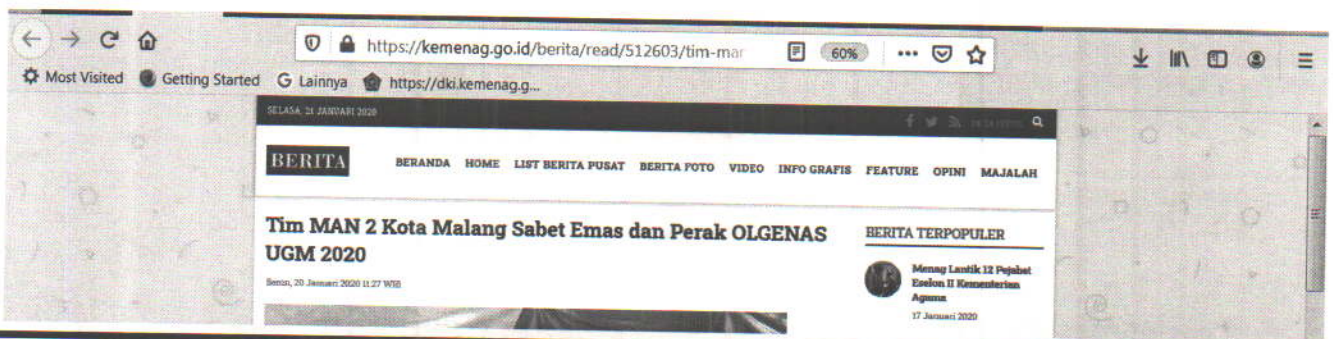 https://kemenag.go.id/berita/read/512603/tim-mar
60%
Most Visited
Getting Started
Lainnya
https://dki.kemenag.g...
SELASA, 21 JANUARI 2020
BERITA
BERANDA HOME LIST BERITA PUSAT BERITA FOTO VIDEO INFO GRAFIS FEATURE OPINI MAJALAH
Tim MAN 2 Kota Malang Sabet Emas dan Perak OLGENAS
UGM 2020
Senin, 20 Januari 2020 11:27 WIB
BERITA TERPOPULER
Menag Lantik 12 Pejabat
Eselon II Kementerian
Agama
17 Januari 2020